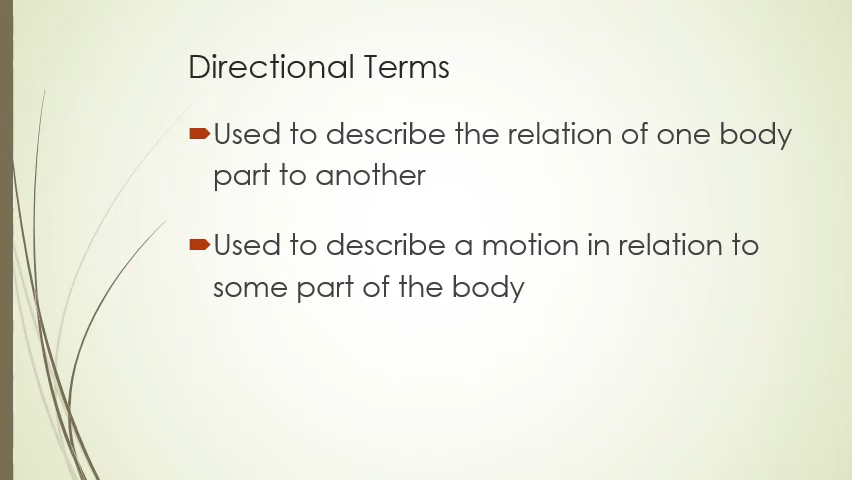 Directional Terms
Used to describe the relation of one body
part to another
Used to describe a motion in relation to
some part of the body